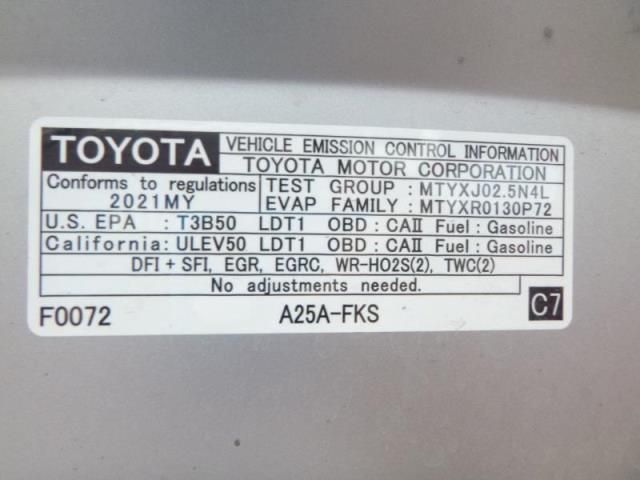 TOYOTA
VEHICLE EMISSION CONTROL INFORMATION
TOYOTA MOTOR CORPORATION
Conforms to regulations
2021MY
TEST GROUP : MTYXJ02.5N4L
EVAP FAMILY : MTYXR0130P72
U.S. EPA : T3B50 LDT1 OBD : CAII Fuel : Gasoline
California: ULEV50 LDT1 OBD : CAII Fuel : Gasoline
DFI + SFI, EGR, EGRC, WR-HO2S(2), TWC(2)
No adjustments needed.
F0072 A25A-FKS C7